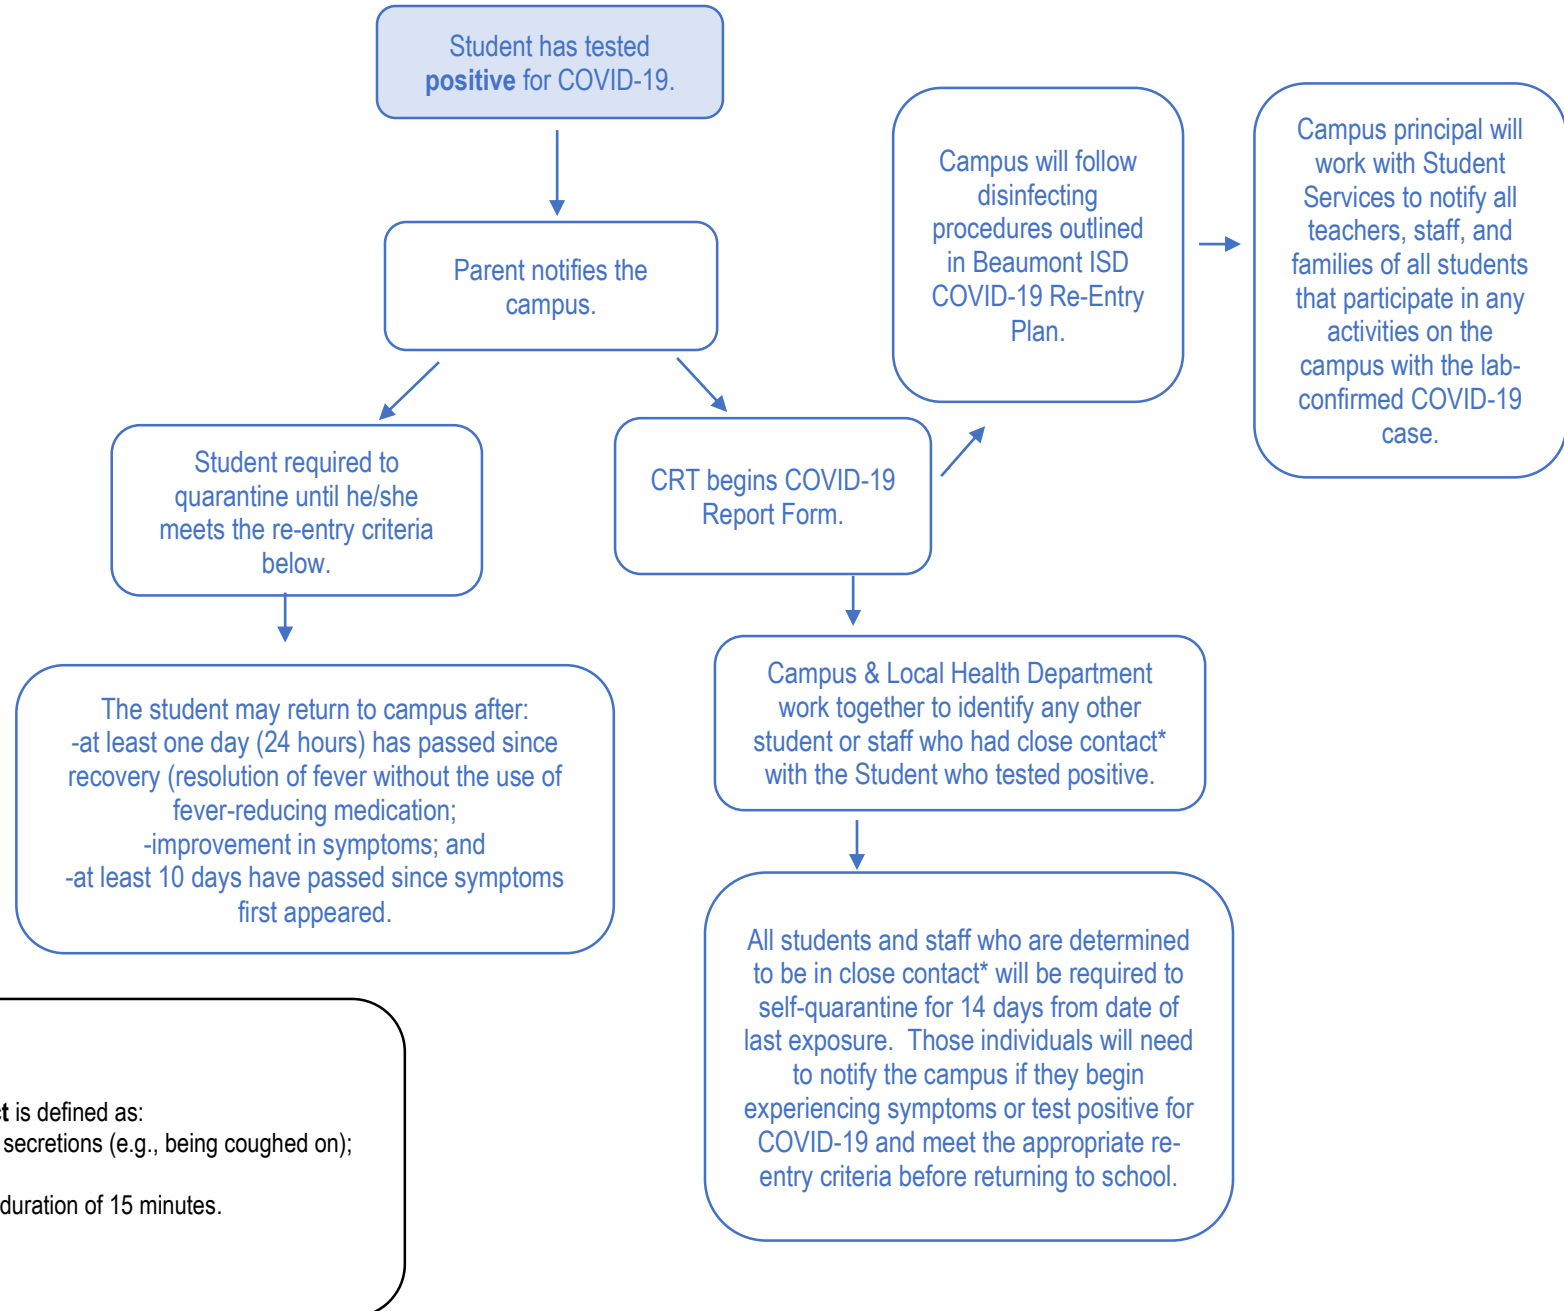 Student has tested
positive for COVID-19.
Parent notifies the
campus.
Campus will follow
disinfecting
procedures outlined
in Beaumont ISD
COVID-19 Re-Entry
Plan.
Campus principal will
work with Student
Services to notify all
teachers, staff, and
families of all students
that participate in any
activities on the
campus with the lab-
confirmed COVID-19
case.
Student required to
quarantine until he/she
meets the re-entry criteria
below.
CRT begins COVID-19
Report Form.
The student may return to campus after:
-at least one day (24 hours) has passed since
recovery (resolution of fever without the use of
fever-reducing medication;
-improvement in symptoms; and
-at least 10 days have passed since symptoms
first appeared.
Campus & Local Health Department
work together to identify any other
student or staff who had close contact*
with the Student who tested positive.
All students and staff who are determined
to be in close contact* will be required to
self-quarantine for 14 days from date of
last exposure.  Those individuals will need
to notify the campus if they begin
experiencing symptoms or test positive for
COVID-19 and meet the appropriate re-
entry criteria before returning to school.
is defined as:
secretions (e.g., being coughed on);
duration of 15 minutes.